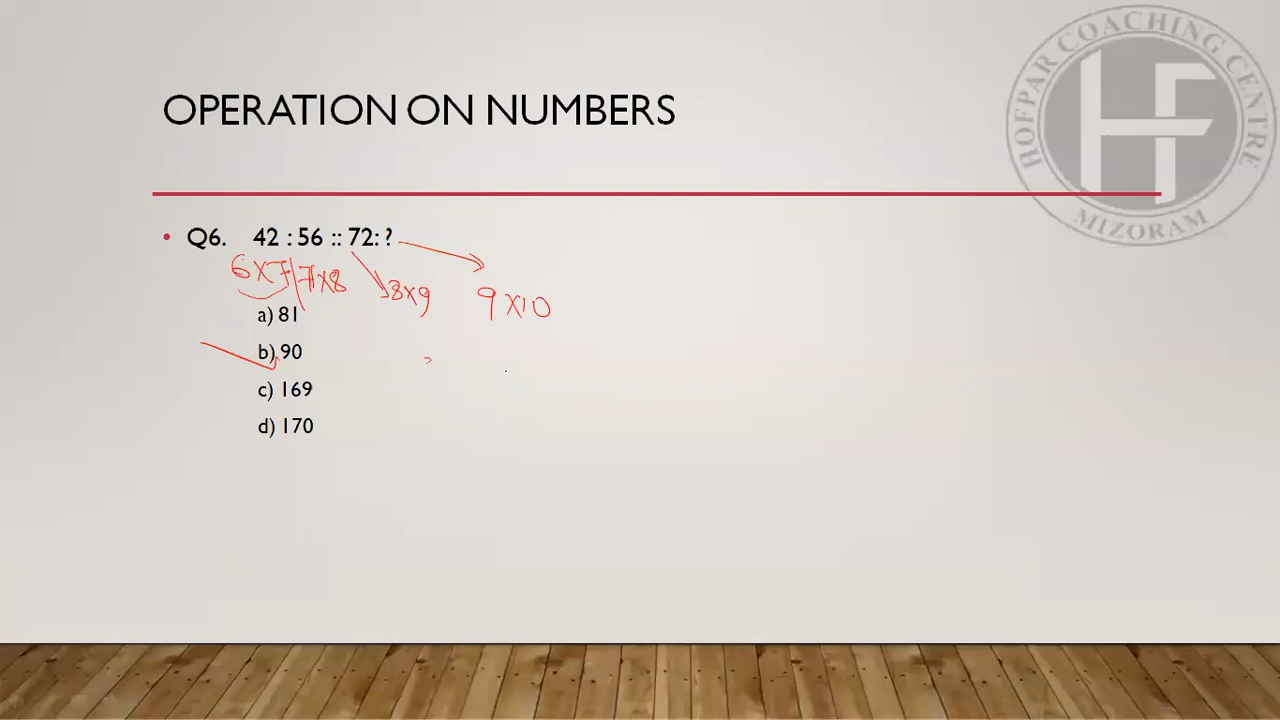 HOFPAR COACHING CENTRE
HF
MIZORAM
OPERATION ON NUMBERS
• Q6. 42 : 56 :: 72: ?
6×7 7×8 8×9 9×10
a) 81
b) 90
c) 169
d) 170